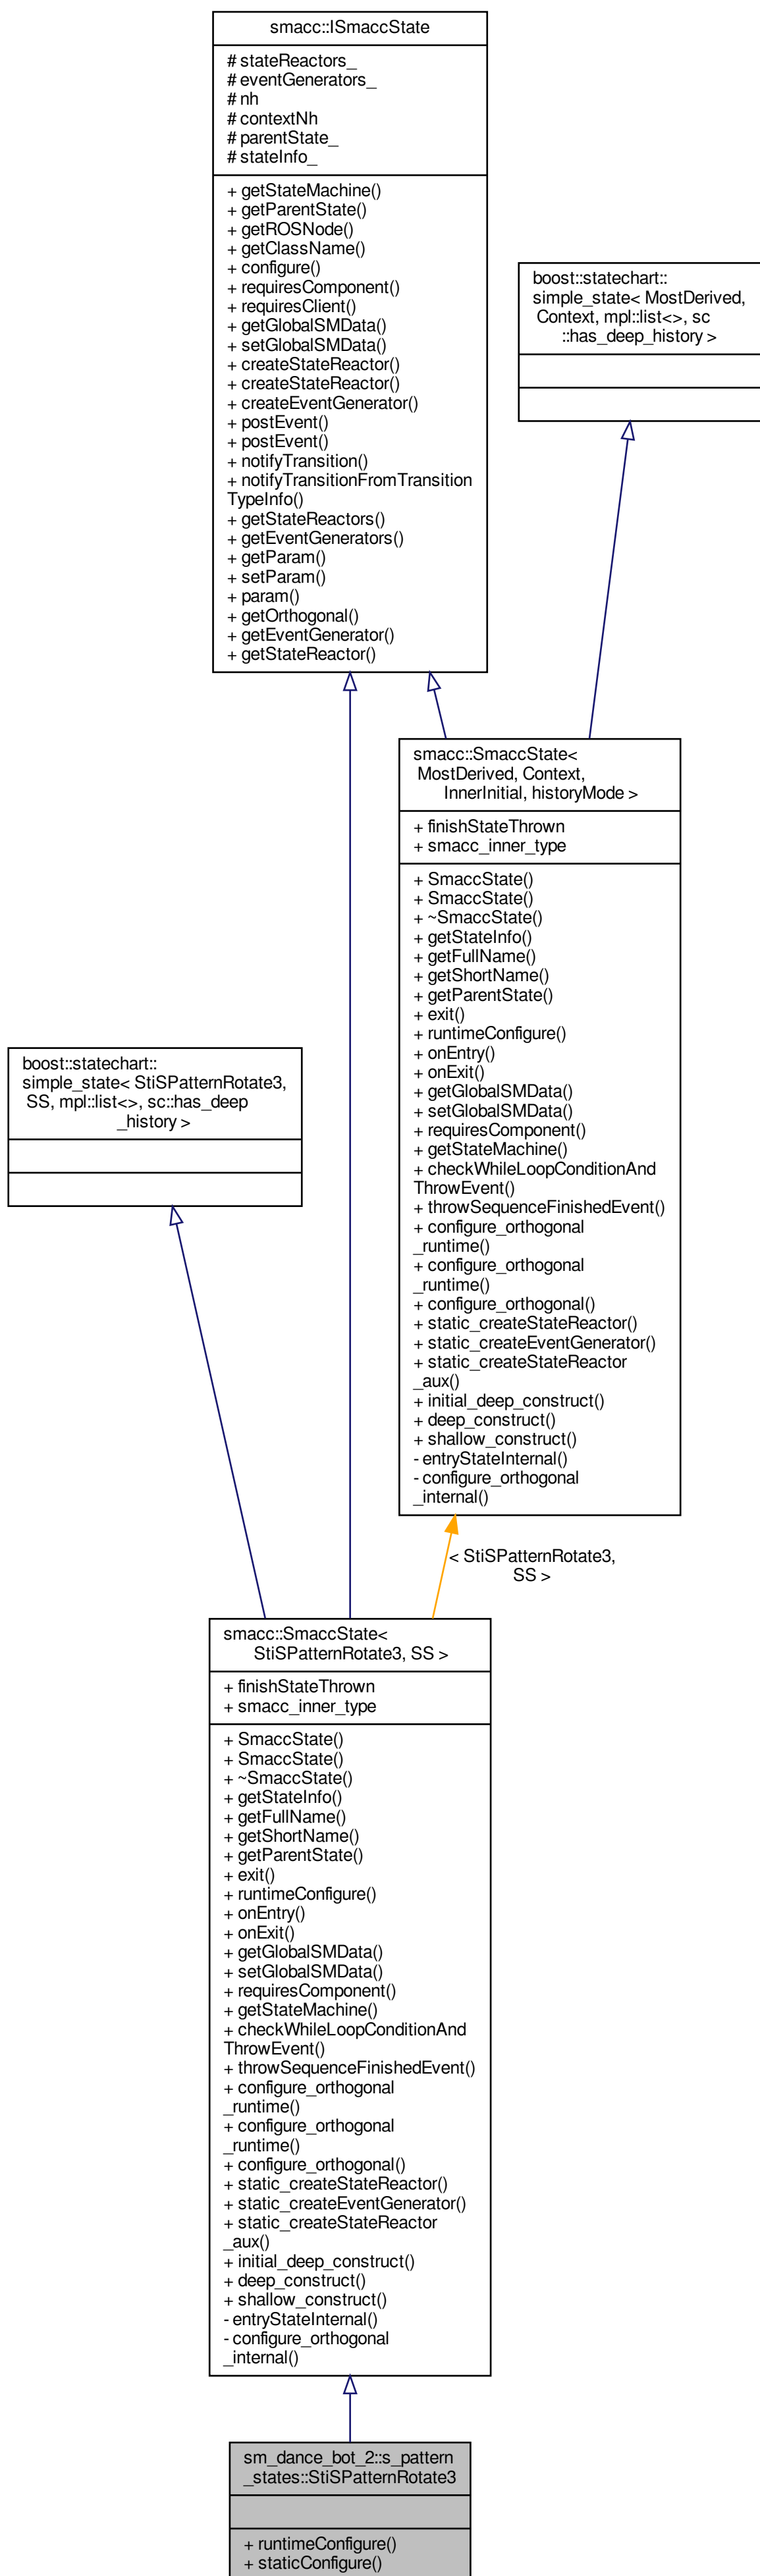 smacc::ISmaccState
# stateReactors_
# eventGenerators_
# nh
# contextNh
# parentState_
# stateInfo_
+ getStateMachine()
+ getParentState()
+ getROSNode()
+ getClassName()
+ configure()
+ requiresComponent()
+ requiresClient()
+ getGlobalSMData()
+ setGlobalSMData()
+ createStateReactor()
+ createStateReactor()
+ createEventGenerator()
+ postEvent()
+ postEvent()
+ notifyTransition()
+ notifyTransitionFromTransition
TypeInfo()
+ getStateReactors()
+ getEventGenerators()
+ getParam()
+ setParam()
+ param()
+ getOrthogonal()
+ getEventGenerator()
+ getStateReactor()
boost::statechart::
simple_state< MostDerived,
Context, mpl::list<>, sc
::has_deep_history >
smacc::SmaccState<
MostDerived, Context,
InnerInitial, historyMode >
+ finishStateThrown
+ smacc_inner_type
+ SmaccState()
+ SmaccState()
+ ~SmaccState()
+ getStateInfo()
+ getFullName()
+ getShortName()
+ getParentState()
+ exit()
+ runtimeConfigure()
+ onEntry()
+ onExit()
+ getGlobalSMData()
+ setGlobalSMData()
+ requiresComponent()
+ getStateMachine()
+ checkWhileLoopConditionAnd
ThrowEvent()
+ throwSequenceFinishedEvent()
+ configure_orthogonal
_runtime()
+ configure_orthogonal
_runtime()
+ configure_orthogonal()
+ static_createStateReactor()
+ static_createEventGenerator()
+ static_createStateReactor
_aux()
+ initial_deep_construct()
+ deep_construct()
+ shallow_construct()
- entryStateInternal()
- configure_orthogonal
_internal()
boost::statechart::
simple_state< StiSPatternRotate3,
SS, mpl::list<>, sc::has_deep
_history >
< StiSPatternRotate3,
SS >
smacc::SmaccState<
StiSPatternRotate3, SS >
+ finishStateThrown
+ smacc_inner_type
+ SmaccState()
+ SmaccState()
+ ~SmaccState()
+ getStateInfo()
+ getFullName()
+ getShortName()
+ getParentState()
+ exit()
+ runtimeConfigure()
+ onEntry()
+ onExit()
+ getGlobalSMData()
+ setGlobalSMData()
+ requiresComponent()
+ getStateMachine()
+ checkWhileLoopConditionAnd
ThrowEvent()
+ throwSequenceFinishedEvent()
+ configure_orthogonal
_runtime()
+ configure_orthogonal
_runtime()
+ configure_orthogonal()
+ static_createStateReactor()
+ static_createEventGenerator()
+ static_createStateReactor
_aux()
+ initial_deep_construct()
+ deep_construct()
+ shallow_construct()
- entryStateInternal()
- configure_orthogonal
_internal()
sm_dance_bot_2::s_pattern
_states::StiSPatternRotate3
+ runtimeConfigure()
+ staticConfigure()